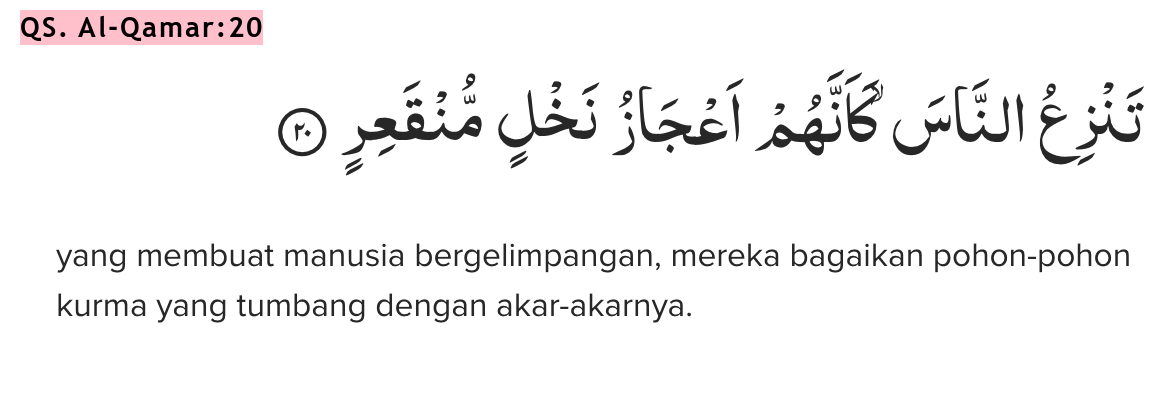 QS. Al-Qamar:20
تَنْزِعُ النَّاسَۙ كَاَنَّهُمْ اَعْجَازُ نَخْلٍ مُّنْقَعِرٍ ٢٠
yang membuat manusia bergelimpangan, mereka bagaikan pohon-pohon
kurma yang tumbang dengan akar-akarnya.